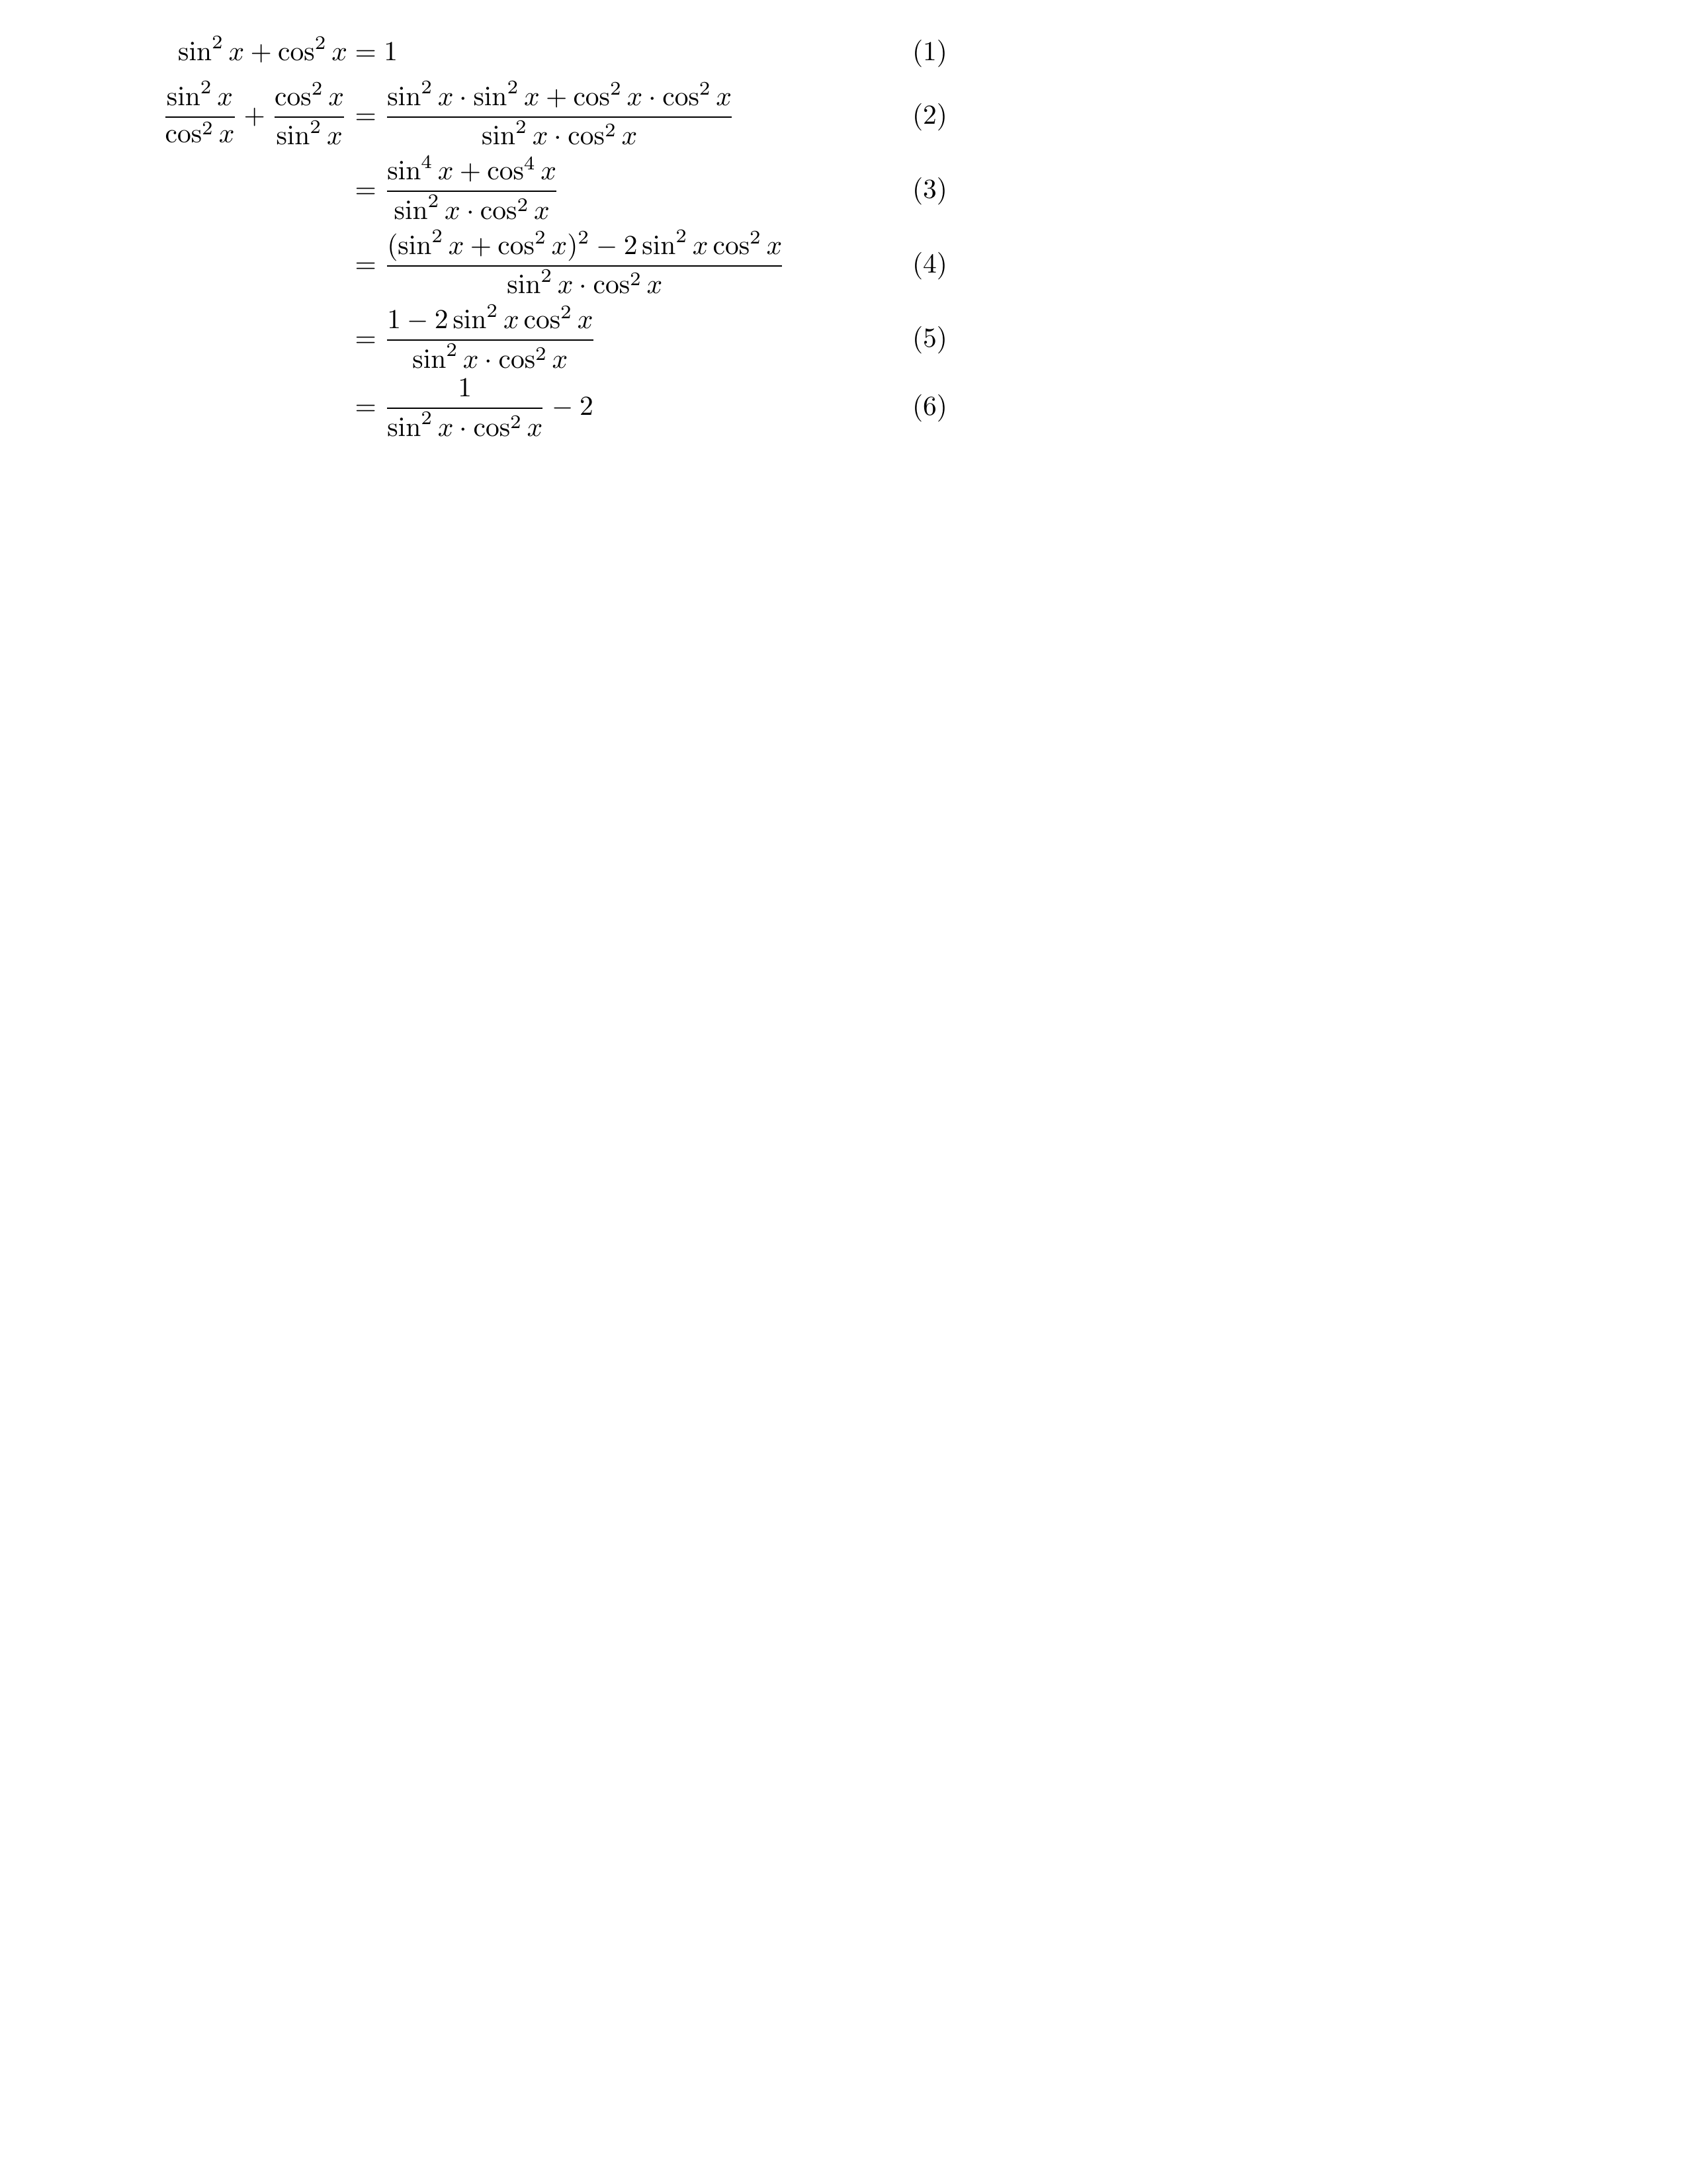 $\sin^2 x + \cos^2 x = 1$ (1)
$\frac{\sin^2 x}{\cos^2 x} + \frac{\cos^2 x}{\sin^2 x} = \frac{\sin^2 x \cdot \sin^2 x + \cos^2 x \cdot \cos^2 x}{\sin^2 x \cdot \cos^2 x}$ (2)
$= \frac{\sin^4 x + \cos^4 x}{\sin^2 x \cdot \cos^2 x}$ (3)
$= \frac{(\sin^2 x + \cos^2 x)^2 - 2 \sin^2 x \cos^2 x}{\sin^2 x \cdot \cos^2 x}$ (4)
$= \frac{1 - 2 \sin^2 x \cos^2 x}{\sin^2 x \cdot \cos^2 x}$ (5)
$= \frac{1}{\sin^2 x \cdot \cos^2 x} - 2$ (6)